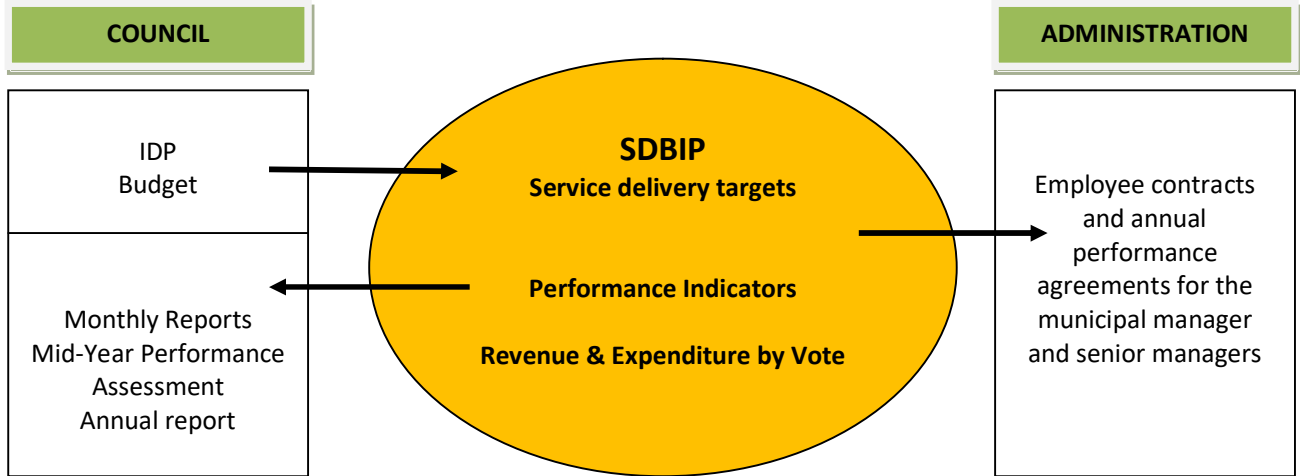 COUNCIL
IDP
Budget
Monthly Reports
Mid-Year Performance
Assessment
Annual report
SDBIP
Service delivery targets
Performance Indicators
Revenue & Expenditure by Vote
ADMINISTRATION
Employee contracts
and annual
performance
agreements for the
municipal manager
and senior managers